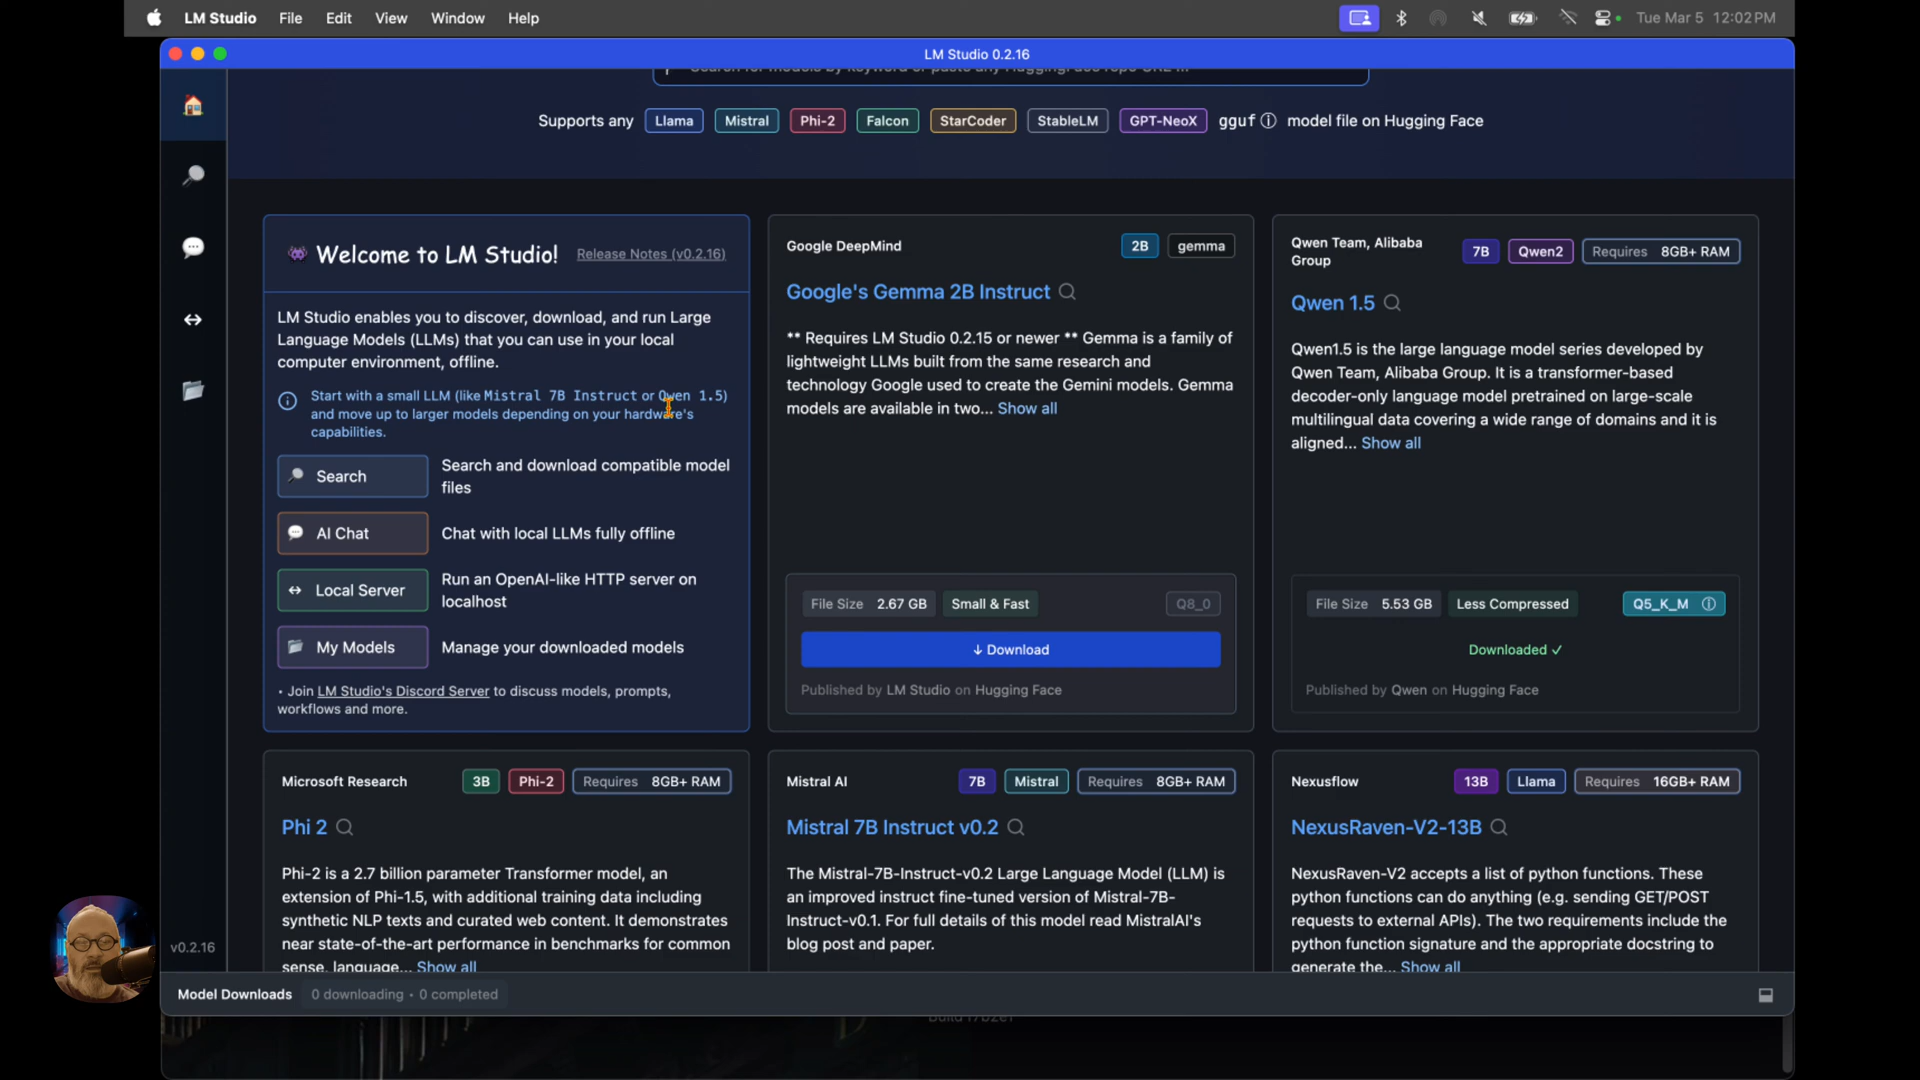 LM Studio File Edit View Window Help
Tue Mar 5 12:02PM
LM Studio 0.2.16
Supports any Llama Mistral Phi-2 Falcon StarCoder StableLM GPT-NeoX gguf model file on Hugging Face
Welcome to LM Studio! Release Notes (v0.2.16)
LM Studio enables you to discover, download, and run Large
Language Models (LLMs) that you can use in your local
computer environment, offline.
Start with a small LLM (like Mistral 7B Instruct or Qwen 1.5)
and move up to larger models depending on your hardware's
capabilities.
Search
Search and download compatible model
files
AI Chat
Chat with local LLMs fully offline
Local Server
Run an OpenAI-like HTTP server on
localhost
My Models
Manage your downloaded models
• Join LM Studio's Discord Server to discuss models, prompts,
workflows and more.
Google DeepMind 2B gemma
Google's Gemma 2B Instruct
** Requires LM Studio 0.2.15 or newer ** Gemma is a family of
lightweight LLMs built from the same research and
technology Google used to create the Gemini models. Gemma
models are available in two... Show all
File Size 2.67 GB Small & Fast Q8_0
↓ Download
Published by LM Studio on Hugging Face
Qwen Team, Alibaba
Group
7B Qwen2 Requires 8GB+ RAM
Qwen 1.5
Qwen1.5 is the large language model series developed by
Qwen Team, Alibaba Group. It is a transformer-based
decoder-only language model pretrained on large-scale
multilingual data covering a wide range of domains and it is
aligned... Show all
File Size 5.53 GB Less Compressed Q5_K_M
Downloaded ✓
Published by Qwen on Hugging Face
Microsoft Research 3B Phi-2 Requires 8GB+ RAM
Phi 2
Phi-2 is a 2.7 billion parameter Transformer model, an
extension of Phi-1.5, with additional training data including
synthetic NLP texts and curated web content. It demonstrates
near state-of-the-art performance in benchmarks for common
sense, language... Show all
Mistral AI 7B Mistral Requires 8GB+ RAM
Mistral 7B Instruct v0.2
The Mistral-7B-Instruct-v0.2 Large Language Model (LLM) is
an improved instruct fine-tuned version of Mistral-7B-
Instruct-v0.1. For full details of this model read MistralAI's
blog post and paper.
Nexusflow 13B Llama Requires 16GB+ RAM
NexusRaven-V2-13B
NexusRaven-V2 accepts a list of python functions. These
python functions can do anything (e.g. sending GET/POST
requests to external APIs). The two requirements include the
python function signature and the appropriate docstring to
generate the... Show all
v0.2.16
Model Downloads 0 downloading • 0 completed